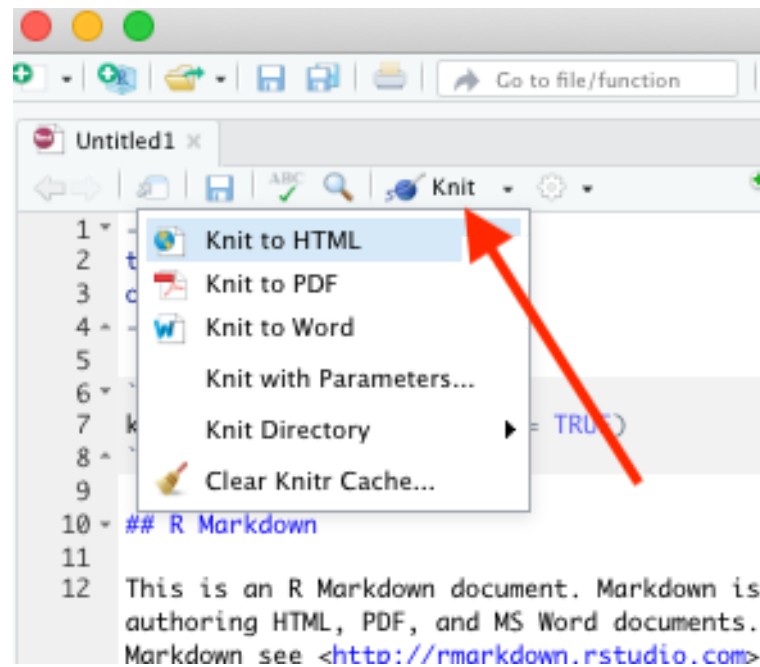 Go to file/function
Untitled1
ABC
Knit
1 -
Knit to HTML
2 t
Knit to PDF
3
Knit to Word
4 -
5
Knit with Parameters...
6 `
7 k
Knit Directory
= TRUE)
8 `
Clear Knitr Cache...
9
10 ## R Markdown
11
12 This is an R Markdown document. Markdown is
authoring HTML, PDF, and MS Word documents.
Markdown see <http://rmarkdown.rstudio.com>